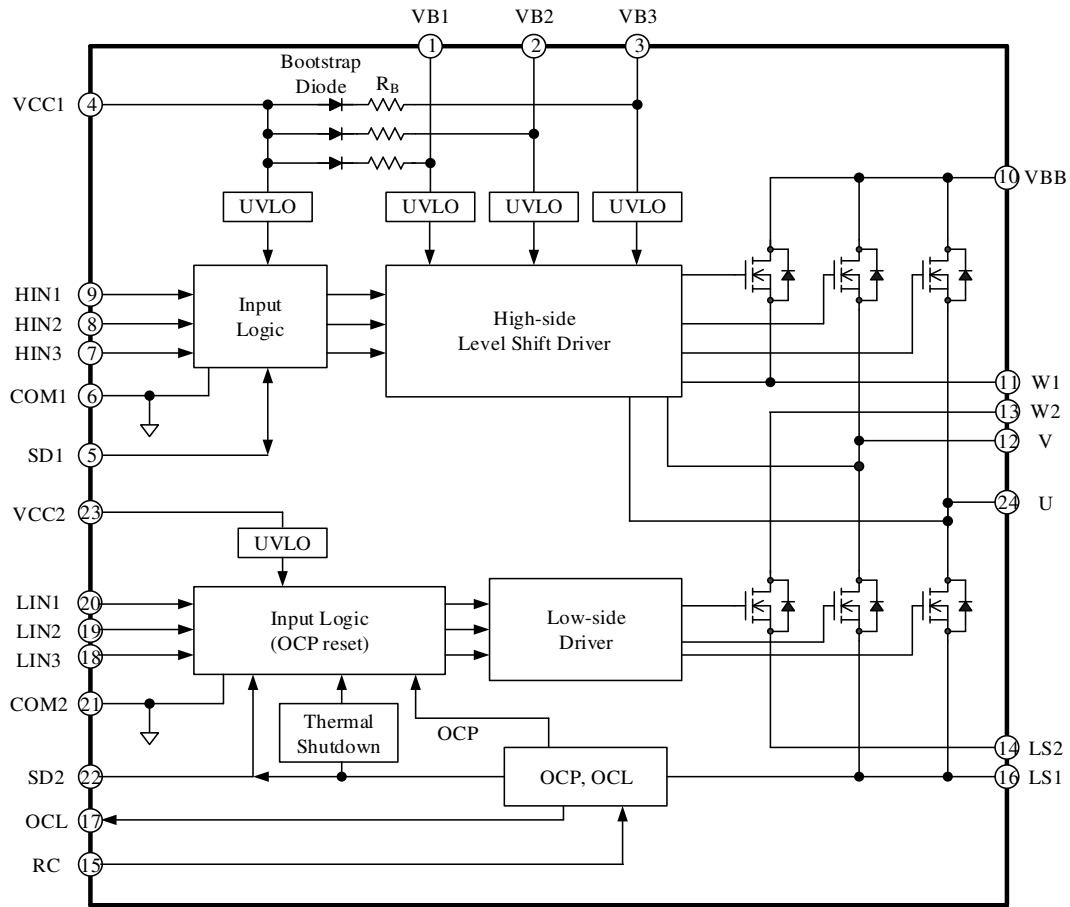 VB1 VB2 VB3
1 2 3
Bootstrap
Diode
RB
VCC1 4
UVLO UVLO UVLO UVLO
10 VBB
HIN1 9
HIN2 8
HIN3 7
COM1 6
SD1 5
Input
Logic
High-side
Level Shift Driver
11 W1
13 W2
12 V
24 U
VCC2 23
UVLO
LIN1 20
LIN2 19
LIN3 18
COM2 21
Input Logic
(OCP reset)
Low-side
Driver
Thermal
Shutdown
OCP
OCP, OCL
14 LS2
16 LS1
SD2 22
OCL 17
RC 15